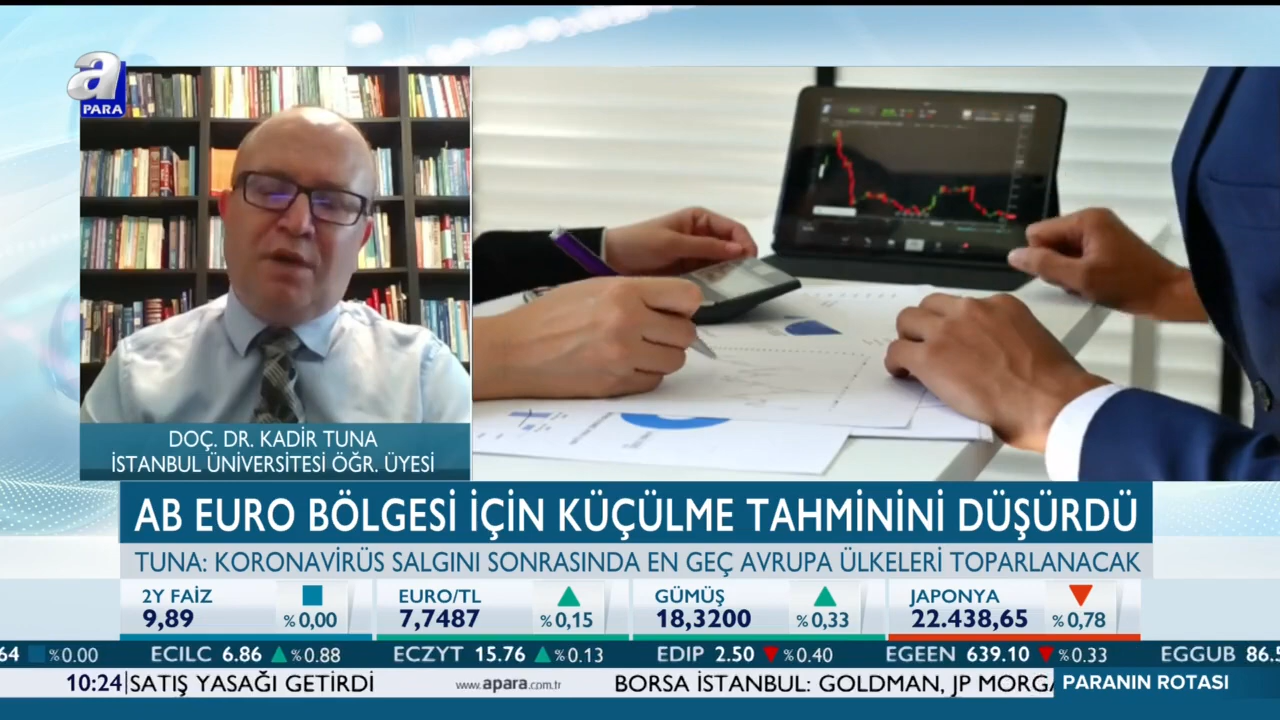 a
PARA
DOÇ. DR. KADİR TUNA
İSTANBUL ÜNİVERSİTESİ ÖĞR. ÜYESİ
AB EURO BÖLGESİ İÇİN KÜÇÜLME TAHMİNİNİ DÜŞÜRDÜ
TUNA: KORONAVİRÜS SALGINI SONRASINDA EN GEÇ AVRUPA ÜLKELERİ TOPARLANACAK
2Y FAİZ
9,89 %0,00
EURO/TL
7,7487 %0,15
GÜMÜŞ
18,3200 %0,33
JAPONYA
22.438,65 %0,78
64 %0.00 ECILC 6.86 %0.88 ECZYT 15.76 %0.13 EDIP 2.50 %0.40 EGEEN 639.10 %0.33 EGGUB 86.5
10:24 SATIŞ YASAĞI GETİRDİ www.apara.com.tr BORSA İSTANBUL: GOLDMAN, JP MORGA PARANIN ROTASI